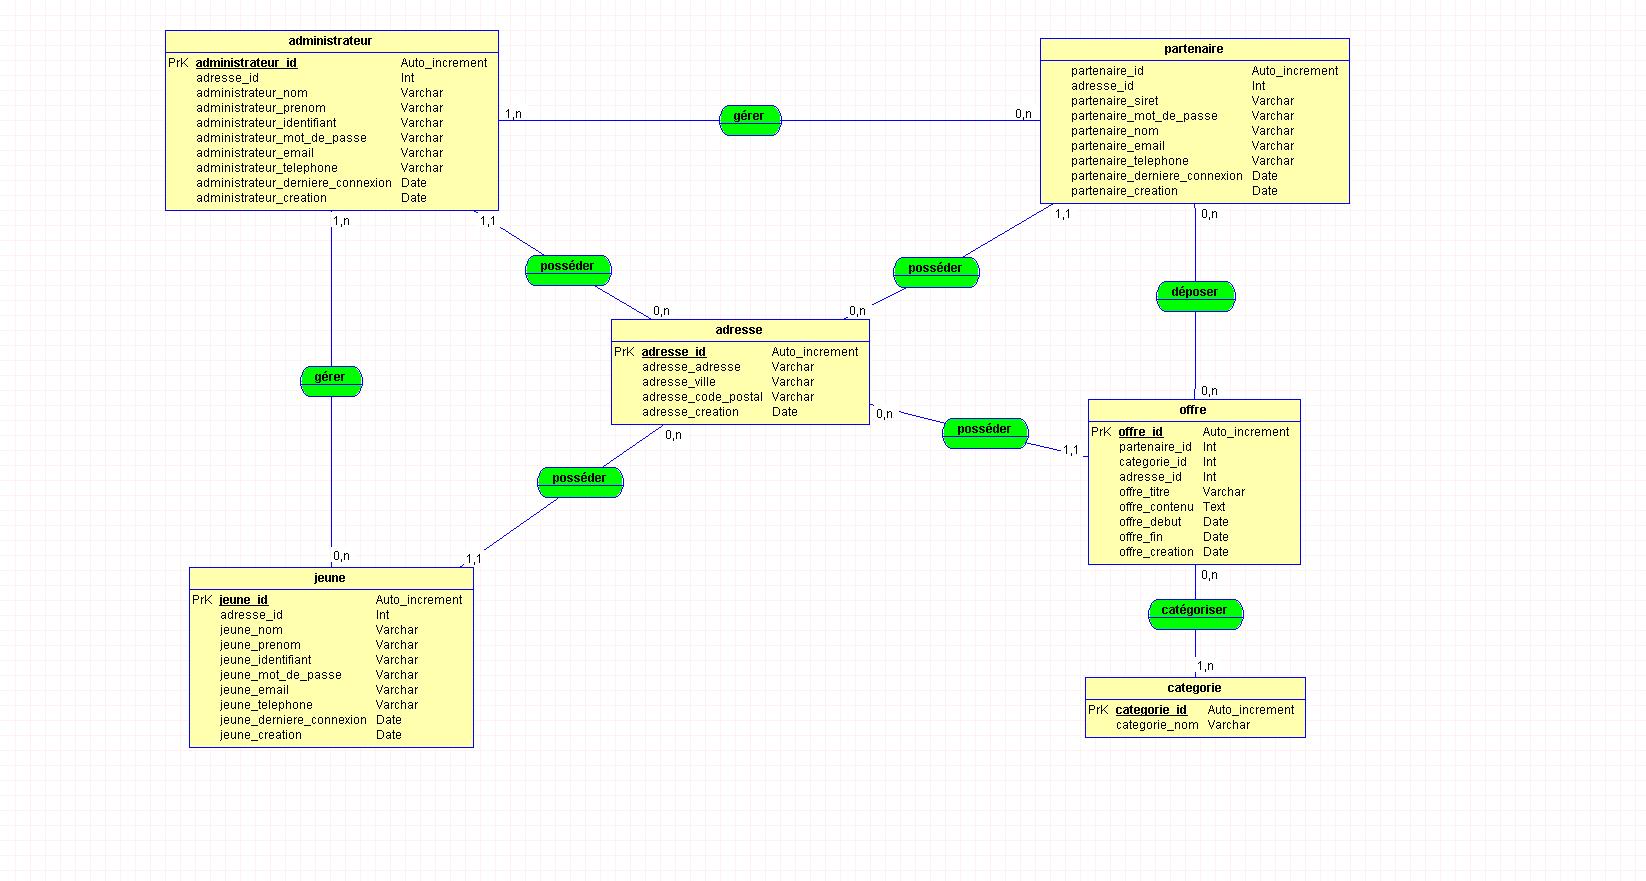 administrateur
PrK administrateur_id Auto_increment
adresse_id Int
administrateur_nom Varchar
administrateur_prenom Varchar
administrateur_identifiant Varchar
administrateur_mot_de_passe Varchar
administrateur_email Varchar
administrateur_telephone Varchar
administrateur_derniere_connexion Date
administrateur_creation Date
1,n
gérer
0,n
partenaire
partenaire_id Auto_increment
adresse_id Int
partenaire_siret Varchar
partenaire_mot_de_passe Varchar
partenaire_nom Varchar
partenaire_email Varchar
partenaire_telephone Varchar
partenaire_derniere_connexion Date
partenaire_creation Date
1,n
1,1
posséder
0,n
1,1
posséder
0,n
0,n
déposer
0,n
adresse
PrK adresse_id Auto_increment
adresse_adresse Varchar
adresse_ville Varchar
adresse_code_postal Varchar
adresse_creation Date
gérer
0,n
0,n
posséder
1,1
offre
PrK offre_id Auto_increment
partenaire_id Int
categorie_id Int
adresse_id Int
offre_titre Varchar
offre_contenu Text
offre_debut Date
offre_fin Date
offre_creation Date
0,n
posséder
1,1
jeune
PrK jeune_id Auto_increment
adresse_id Int
jeune_nom Varchar
jeune_prenom Varchar
jeune_identifiant Varchar
jeune_mot_de_passe Varchar
jeune_email Varchar
jeune_telephone Varchar
jeune_derniere_connexion Date
jeune_creation Date
0,n
catégoriser
1,n
categorie
PrK categorie_id Auto_increment
categorie_nom Varchar